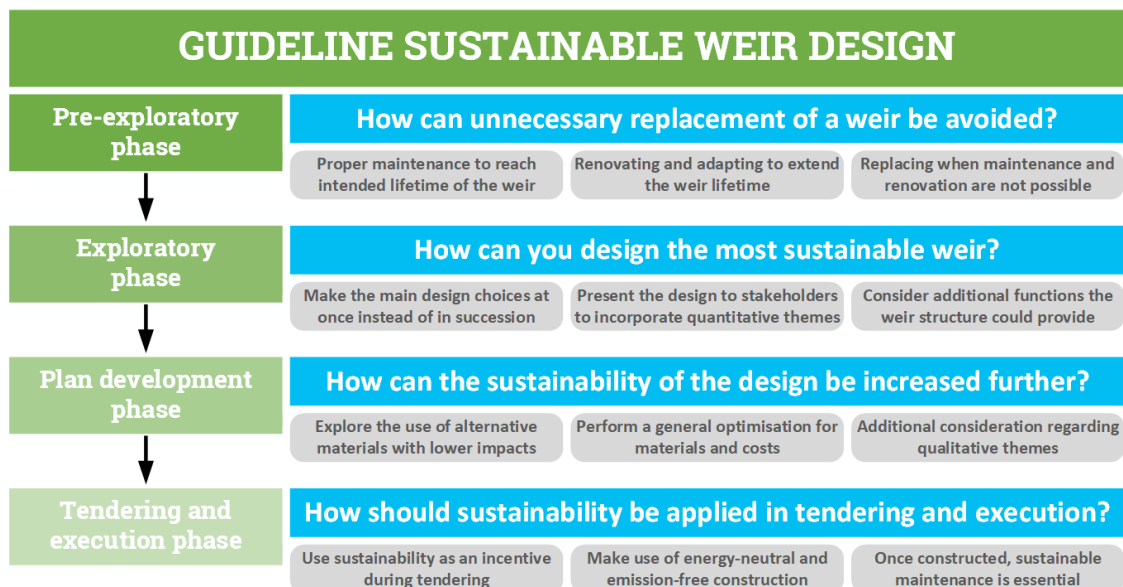 GUIDELINE SUSTAINABLE WEIR DESIGN
Pre-exploratory
phase
How can unnecessary replacement of a weir be avoided?
Proper maintenance to reach
intended lifetime of the weir
Renovating and adapting to extend
the weir lifetime
Replacing when maintenance and
renovation are not possible
Exploratory
phase
How can you design the most sustainable weir?
Make the main design choices at
once instead of in succession
Present the design to stakeholders
to incorporate quantitative themes
Consider additional functions the
weir structure could provide
Plan development
phase
How can the sustainability of the design be increased further?
Explore the use of alternative
materials with lower impacts
Perform a general optimisation for
materials and costs
Additional consideration regarding
qualitative themes
Tendering and
execution phase
How should sustainability be applied in tendering and execution?
Use sustainability as an incentive
during tendering
Make use of energy-neutral and
emission-free construction
Once constructed, sustainable
maintenance is essential